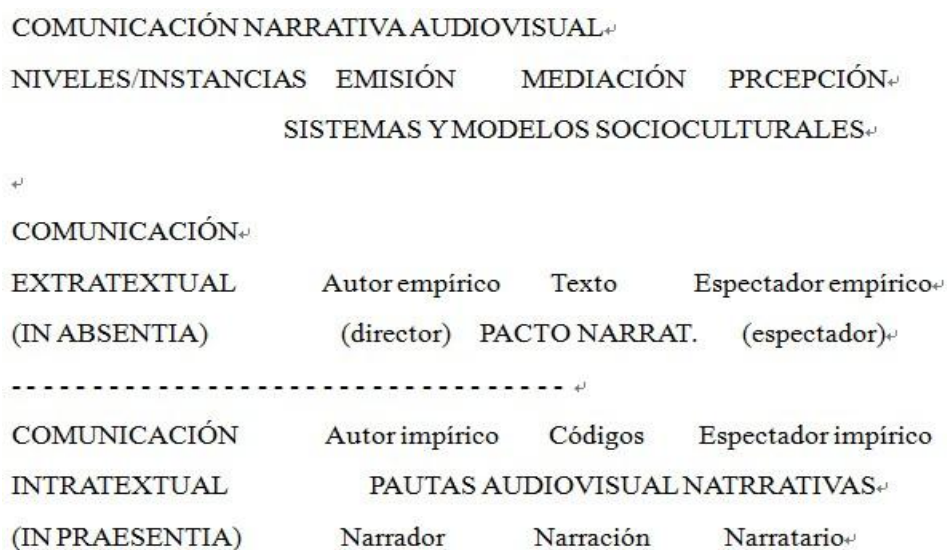 COMUNICACIÓN NARRATIVA AUDIOVISUAL
NIVELES/INSTANCIAS EMISIÓN MEDIACIÓN PRCEPCIÓN
SISTEMAS Y MODELOS SOCIOCULTURALES
COMUNICACIÓN
EXTRATEXTUAL Autor empírico Texto Espectador empírico
(IN ABSENTIA) (director) PACTO NARRAT. (espectador)
- - - - - - - - - - - - - - - - - - - - - - - - - - - - - - - - - -
COMUNICACIÓN Autor impírico Códigos Espectador impírico
INTRATEXTUAL PAUTAS AUDIOVISUAL NATRRATIVAS
(IN PRAESENTIA) Narrador Narración Narratario